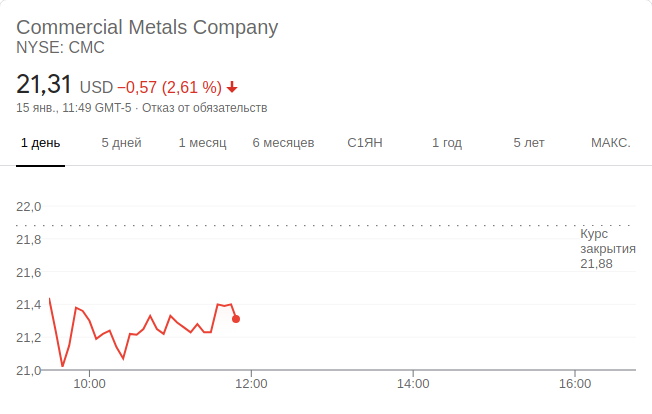 Commercial Metals Company
NYSE: CMC
21,31 USD −0,57 (2,61 %)
15 янв., 11:49 GMT-5 · Отказ от обязательств
1 день 5 дней 1 месяц 6 месяцев С1ЯН 1 год 5 лет МАКС.
22,0
21,8
21,6
21,4
21,2
21,0
Курс
закрытия
21,88
10:00 12:00 14:00 16:00